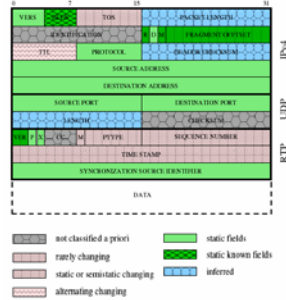 0 7 15 31
VERS TOS PACKET LENGTH
IDENTIFICATION R D M FRAGMENT OFFSET
TTL PROTOCOL HEADER CHECKSUM
IPv4
SOURCE ADDRESS
DESTINATION ADDRESS
SOURCE PORT DESTINATION PORT
UDP
LENGTH CHECKSUM
VER P X CC M PTYPE SEQUENCE NUMBER
RTP
TIME STAMP
SYNCHRONIZATION SOURCE IDENTIFIER
DATA
not classified a priori static fields
rarely changing static known fields
static or semistatic changing inferred
alternating changing